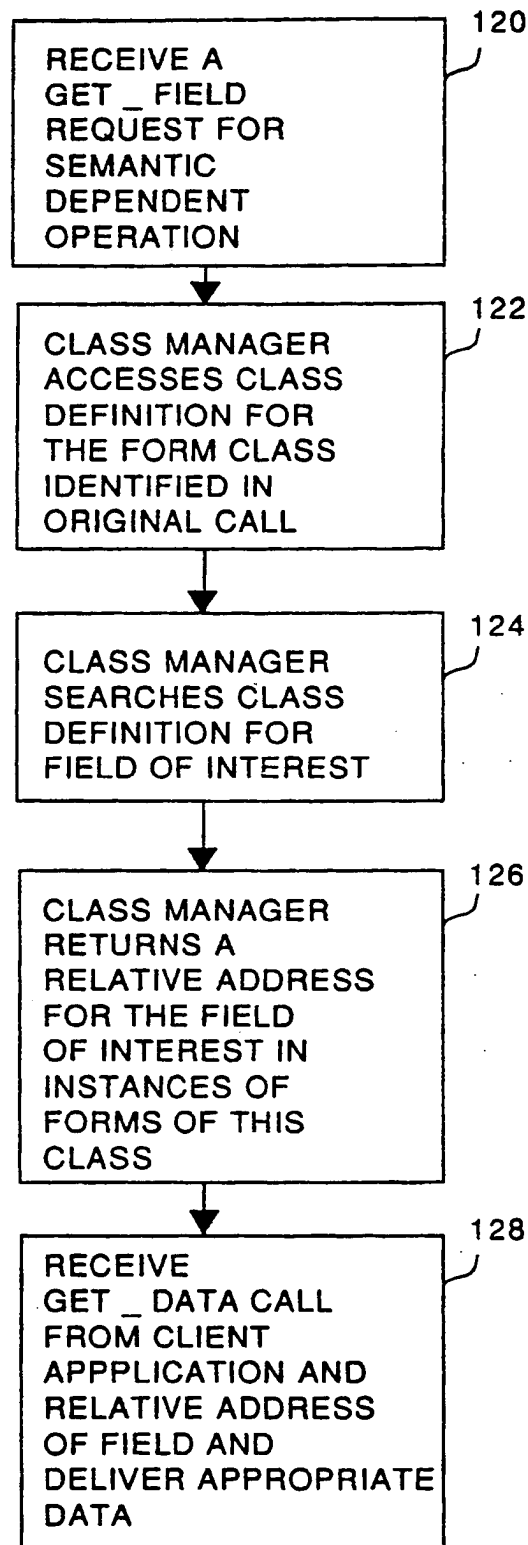 120
RECEIVE A
GET _ FIELD
REQUEST FOR
SEMANTIC
DEPENDENT
OPERATION
122
CLASS MANAGER
ACCESSES CLASS
DEFINITION FOR
THE FORM CLASS
IDENTIFIED IN
ORIGINAL CALL
124
CLASS MANAGER
SEARCHES CLASS
DEFINITION FOR
FIELD OF INTEREST
126
CLASS MANAGER
RETURNS A
RELATIVE ADDRESS
FOR THE FIELD
OF INTEREST IN
INSTANCES OF
FORMS OF THIS
CLASS
128
RECEIVE
GET _ DATA CALL
FROM CLIENT
APPPLICATION AND
RELATIVE ADDRESS
OF FIELD AND
DELIVER APPROPRIATE
DATA